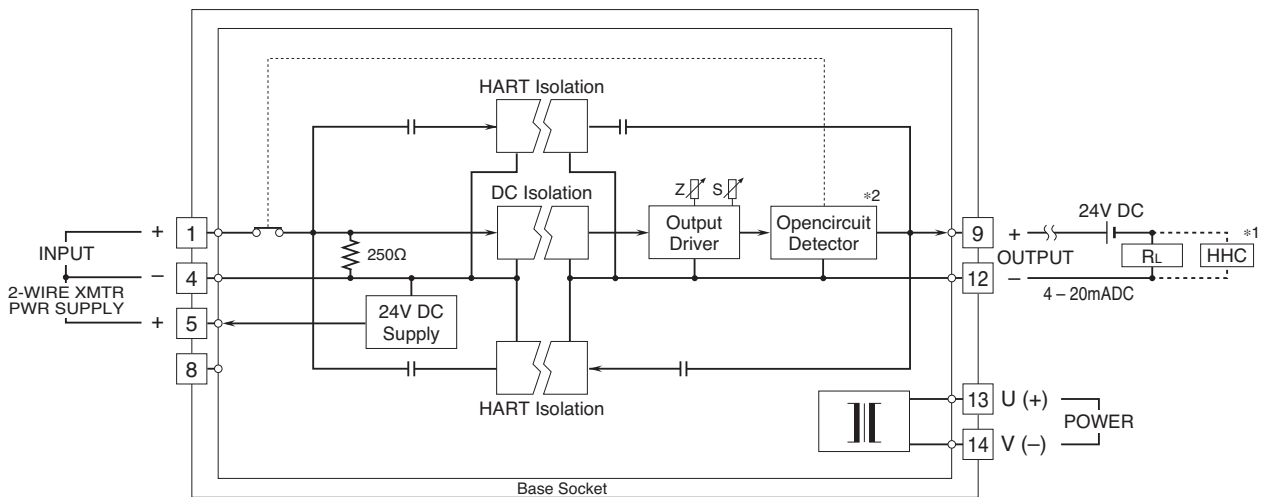 HART Isolation
DC Isolation
Z
S
*2
Output
Driver
Opencircuit
Detector
24V DC
*1
+
1
9
+
INPUT
250Ω
OUTPUT
RL
HHC
–
4
12
–
2-WIRE XMTR
PWR SUPPLY
4 – 20mADC
+
5
24V DC
Supply
8
HART Isolation
13
U (+)
POWER
14
V (–)
Base Socket